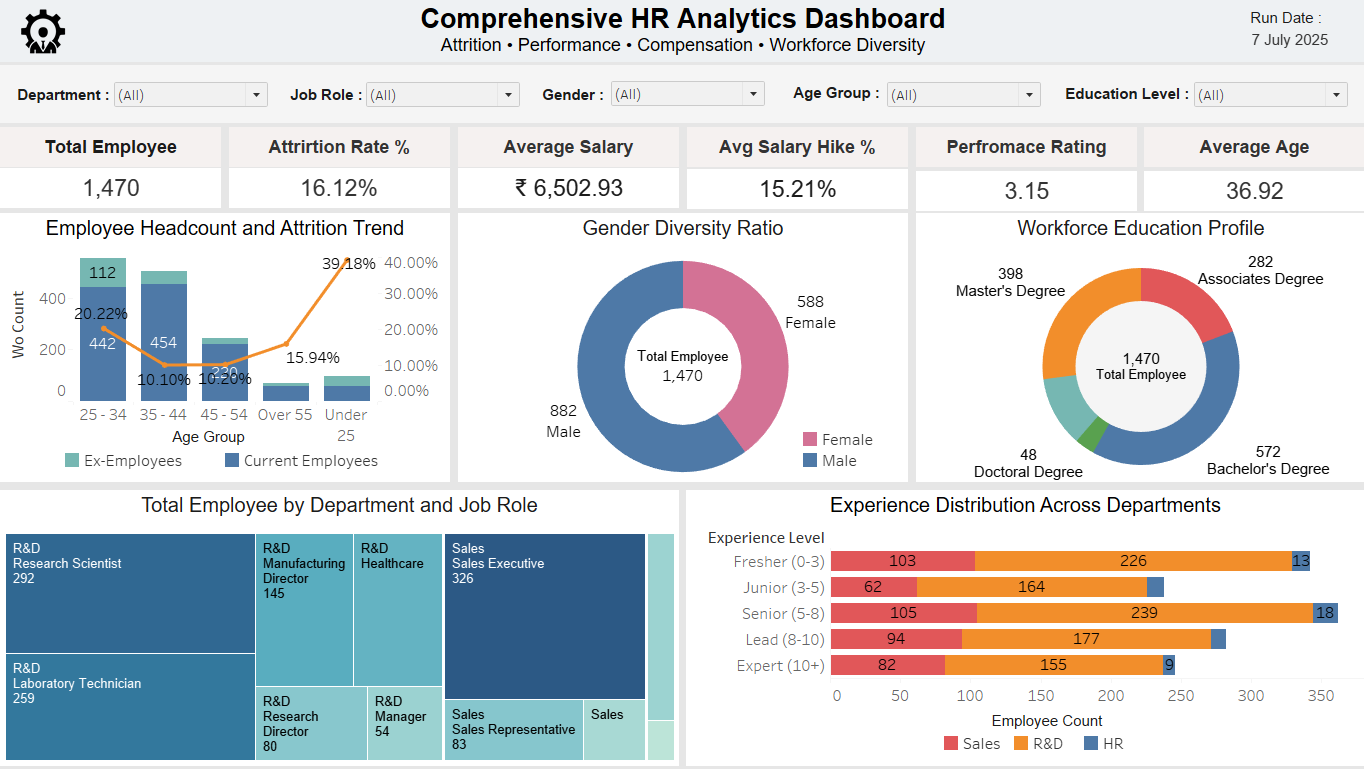 Comprehensive HR Analytics Dashboard
Attrition • Performance • Compensation • Workforce Diversity
Run Date :
7 July 2025
Department : (All)
Job Role : (All)
Gender : (All)
Age Group : (All)
Education Level : (All)
Total Employee
1,470
Attrirtion Rate %
16.12%
Average Salary
₹ 6,502.93
Avg Salary Hike %
15.21%
Perfromace Rating
3.15
Average Age
36.92
Employee Headcount and Attrition Trend
Wo Count
400
200
0
112
442
454
230
20.22%
10.10%
10.20%
15.94%
39.18%
40.00%
30.00%
20.00%
10.00%
0.00%
25 - 34
35 - 44
45 - 54
Over 55
Under
25
Age Group
Ex-Employees
Current Employees
Gender Diversity Ratio
588
Female
Total Employee
1,470
882
Male
Female
Male
Workforce Education Profile
282
Associates Degree
398
Master's Degree
1,470
Total Employee
48
Doctoral Degree
572
Bachelor's Degree
Total Employee by Department and Job Role
R&D
Research Scientist
292
R&D
Laboratory Technician
259
R&D
Manufacturing
Director
145
R&D
Healthcare
R&D
Research
Director
80
R&D
Manager
54
Sales
Sales Executive
326
Sales
Sales Representative
83
Sales
Experience Distribution Across Departments
Experience Level
Fresher (0-3)
103
226
13
Junior (3-5)
62
164
Senior (5-8)
105
239
18
Lead (8-10)
94
177
Expert (10+)
82
155
9
0
50
100
150
200
250
300
350
Employee Count
Sales
R&D
HR